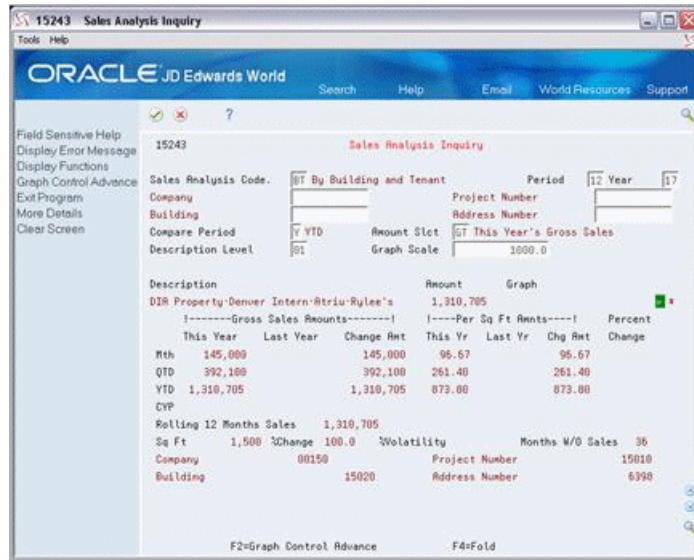 15243 Sales Analysis Inquiry
Tools Help
ORACLE JD Edwards World
Search Help Email World Resources Support
?
Field Sensitive Help
Display Error Message
Display Functions
Graph Control Advance
Exit Program
More Details
Clear Screen
15243 Sales Analysis Inquiry
Sales Analysis Code. BT By Building and Tenant Period 12 Year 17
Company Project Number
Building Address Number
Compare Period Y YTD Amount Slct GT This Year's Gross Sales
Description Level 01 Graph Scale 1000.0
Description Amount Graph
DIA Property-Denver Intern-Atriu-Rylee's 1,310,705
!-------Gross Sales Amounts-------! !----Per Sq Ft Amnts----! Percent
This Year Last Year Change Amt This Yr Last Yr Chg Amt Change
Mth 145,000 145,000 96.67 96.67
QTD 392,100 392,100 261.40 261.40
YTD 1,310,705 1,310,705 873.80 873.80
CYP
Rolling 12 Months Sales 1,310,705
Sq Ft 1,500 %Change 100.0 %Volatility Months W/O Sales 36
Company 00150 Project Number 15010
Building 15020 Address Number 6398
F2=Graph Control Advance F4=Fold